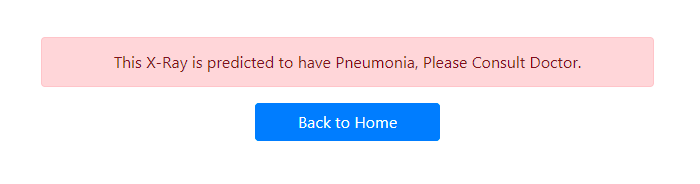 This X-Ray is predicted to have Pneumonia, Please Consult Doctor.
Back to Home